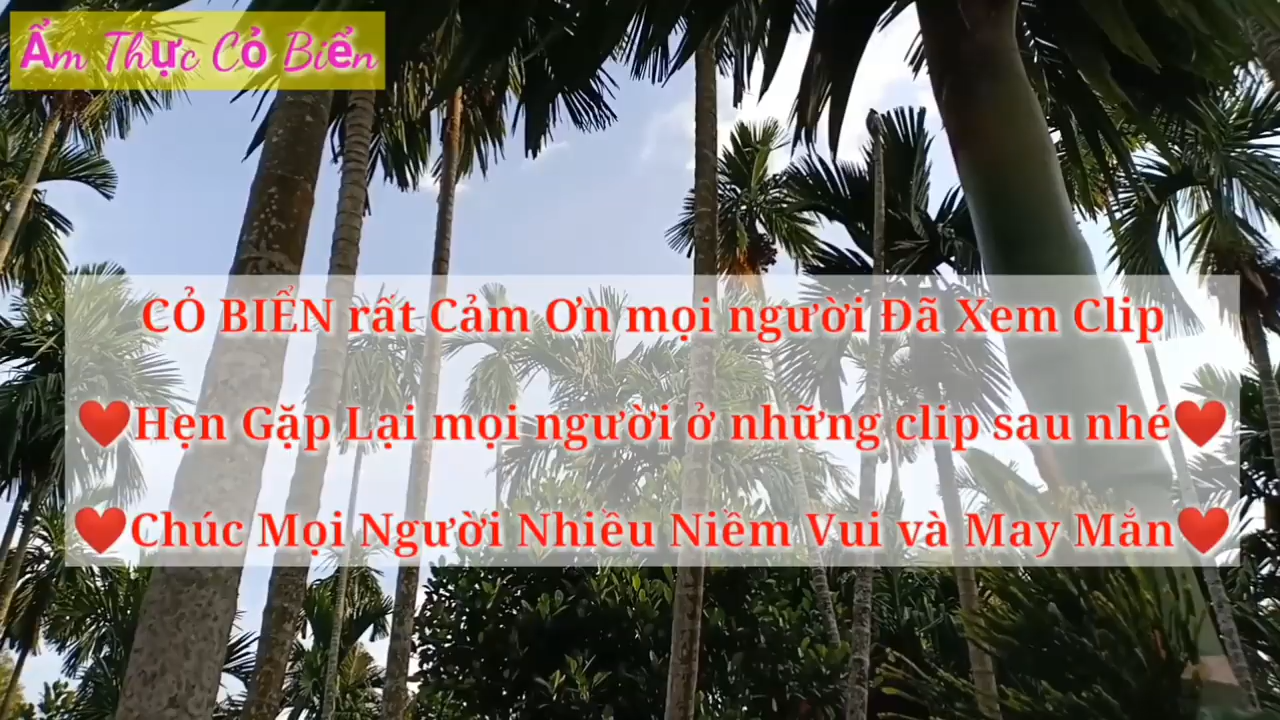 Ẩm Thực Cỏ Biển
CỎ BIỂN rất Cảm Ơn mọi người Đã Xem Clip
❤️Hẹn Gặp Lại mọi người ở những clip sau nhé❤️
❤️Chúc Mọi Người Nhiều Niềm Vui và May Mắn❤️